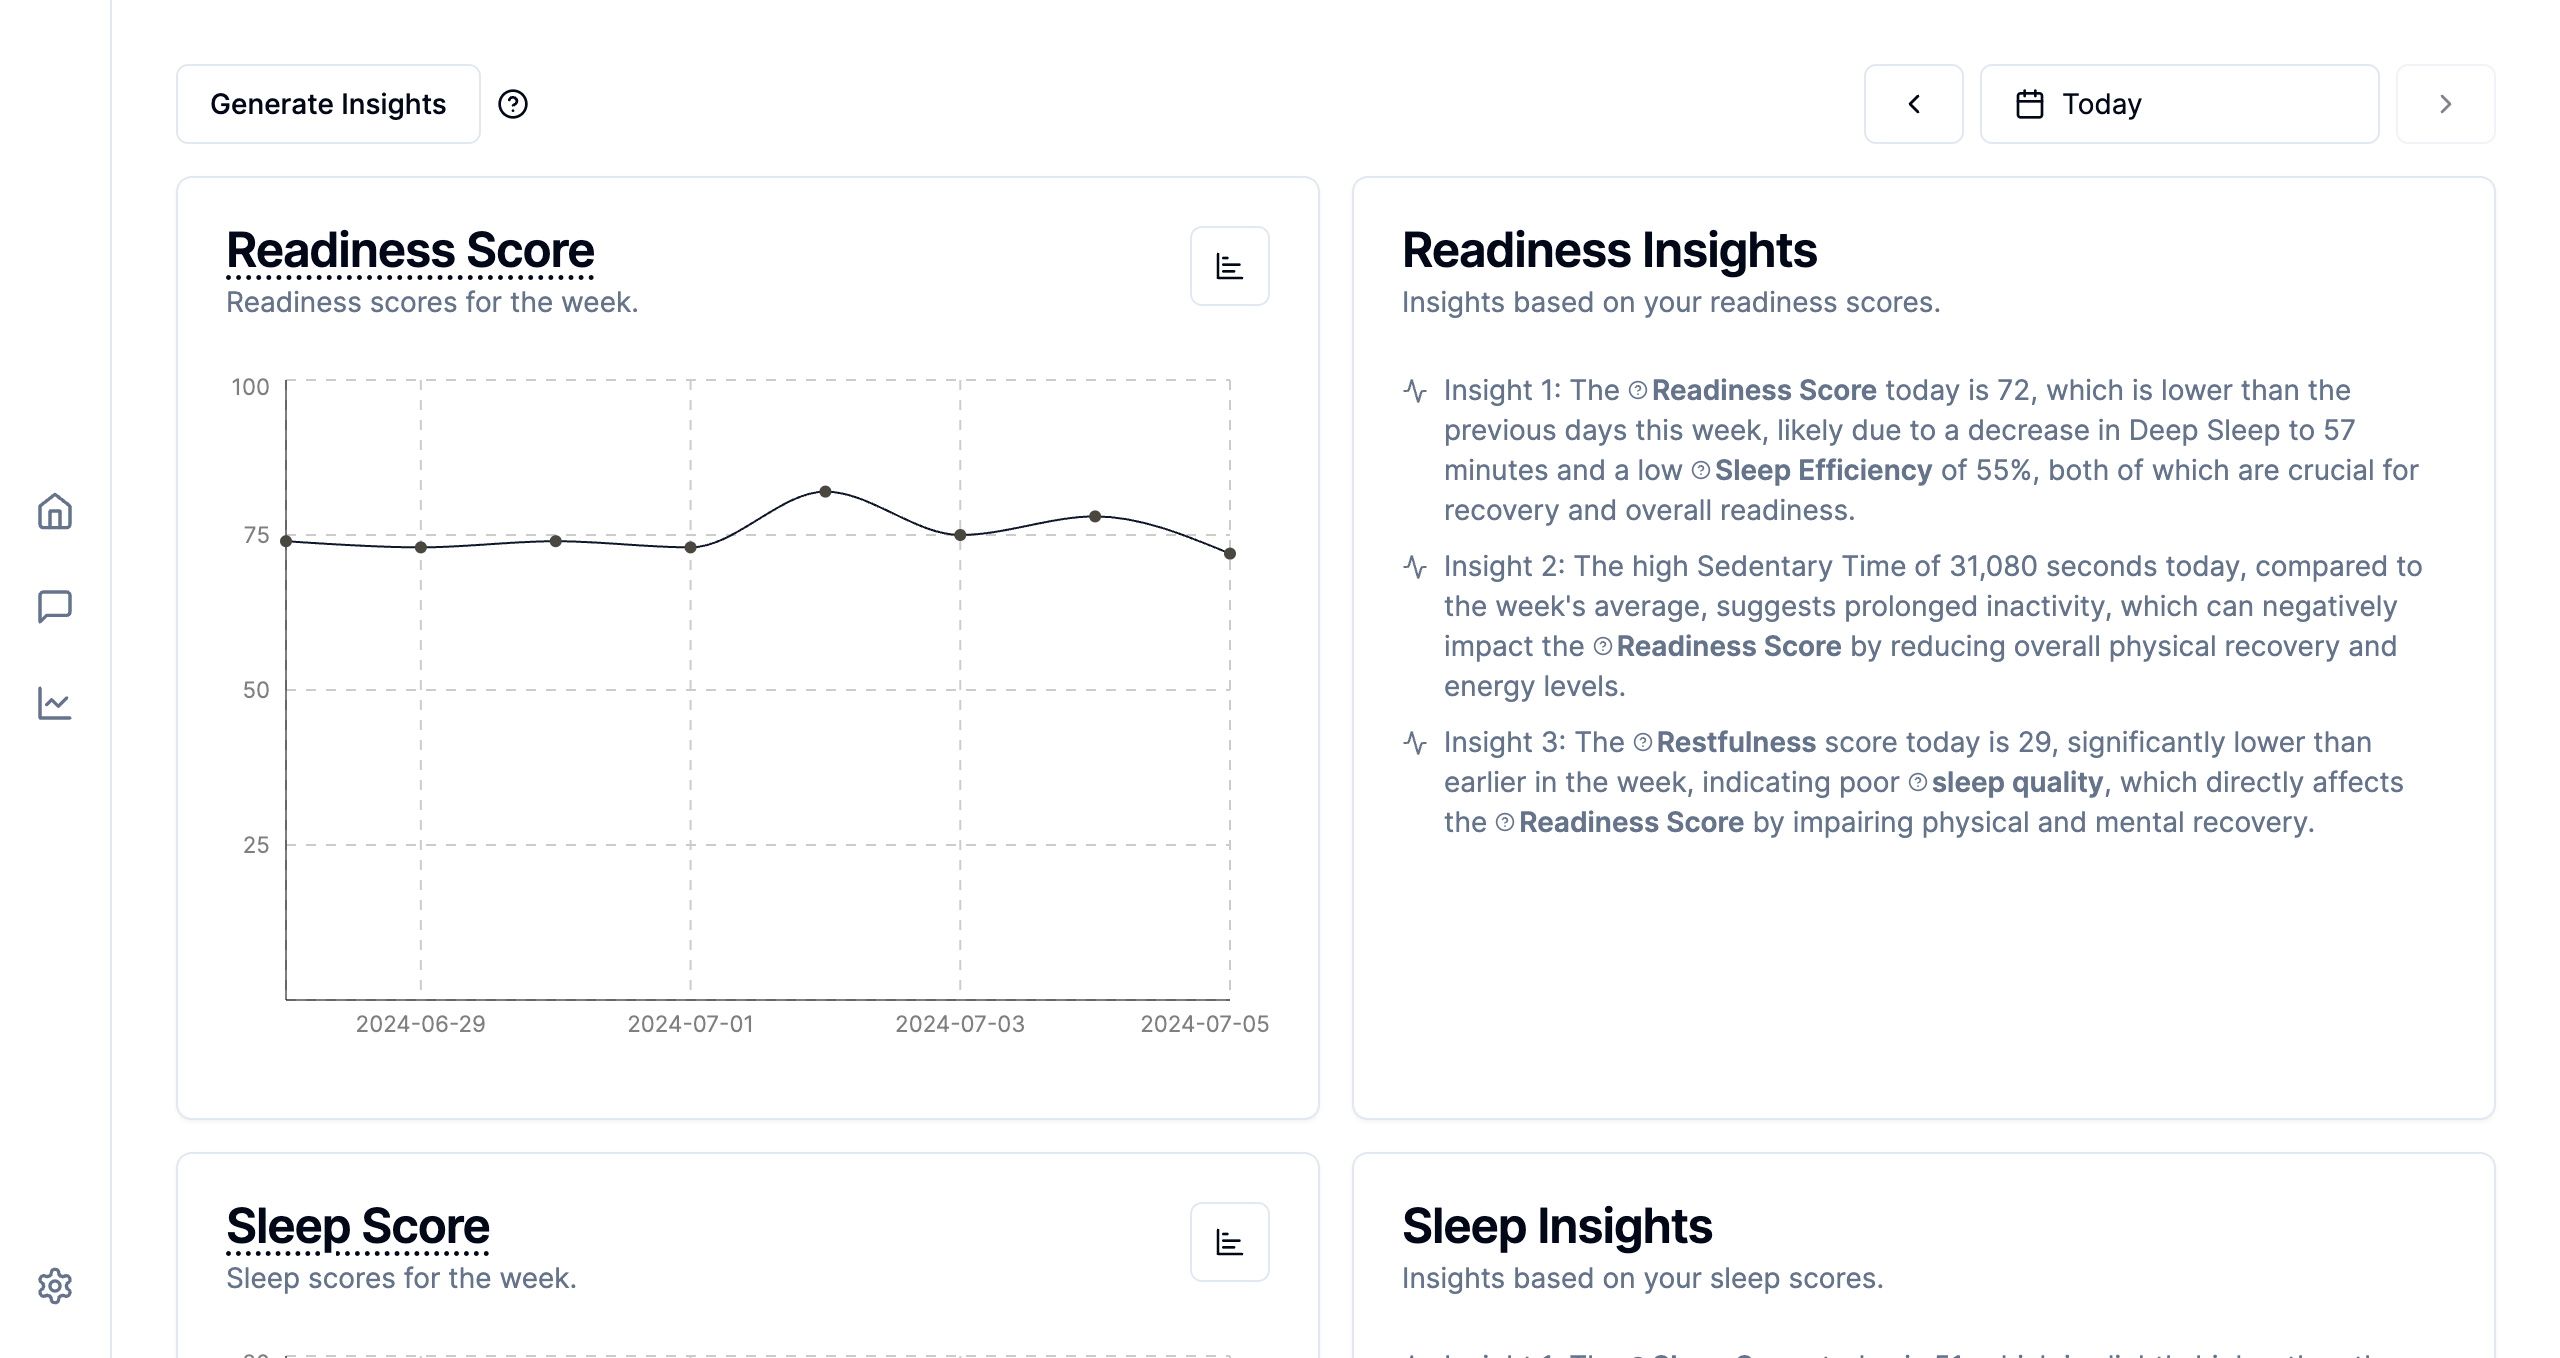 Generate Insights
Today
Readiness Score
Readiness scores for the week.
100
75
50
25
2024-06-29
2024-07-01
2024-07-03
2024-07-05
Readiness Insights
Insights based on your readiness scores.
Insight 1: The Readiness Score today is 72, which is lower than the
previous days this week, likely due to a decrease in Deep Sleep to 57
minutes and a low Sleep Efficiency of 55%, both of which are crucial for
recovery and overall readiness.
Insight 2: The high Sedentary Time of 31,080 seconds today, compared to
the week's average, suggests prolonged inactivity, which can negatively
impact the Readiness Score by reducing overall physical recovery and
energy levels.
Insight 3: The Restfulness score today is 29, significantly lower than
earlier in the week, indicating poor sleep quality, which directly affects
the Readiness Score by impairing physical and mental recovery.
Sleep Score
Sleep scores for the week.
Sleep Insights
Insights based on your sleep scores.